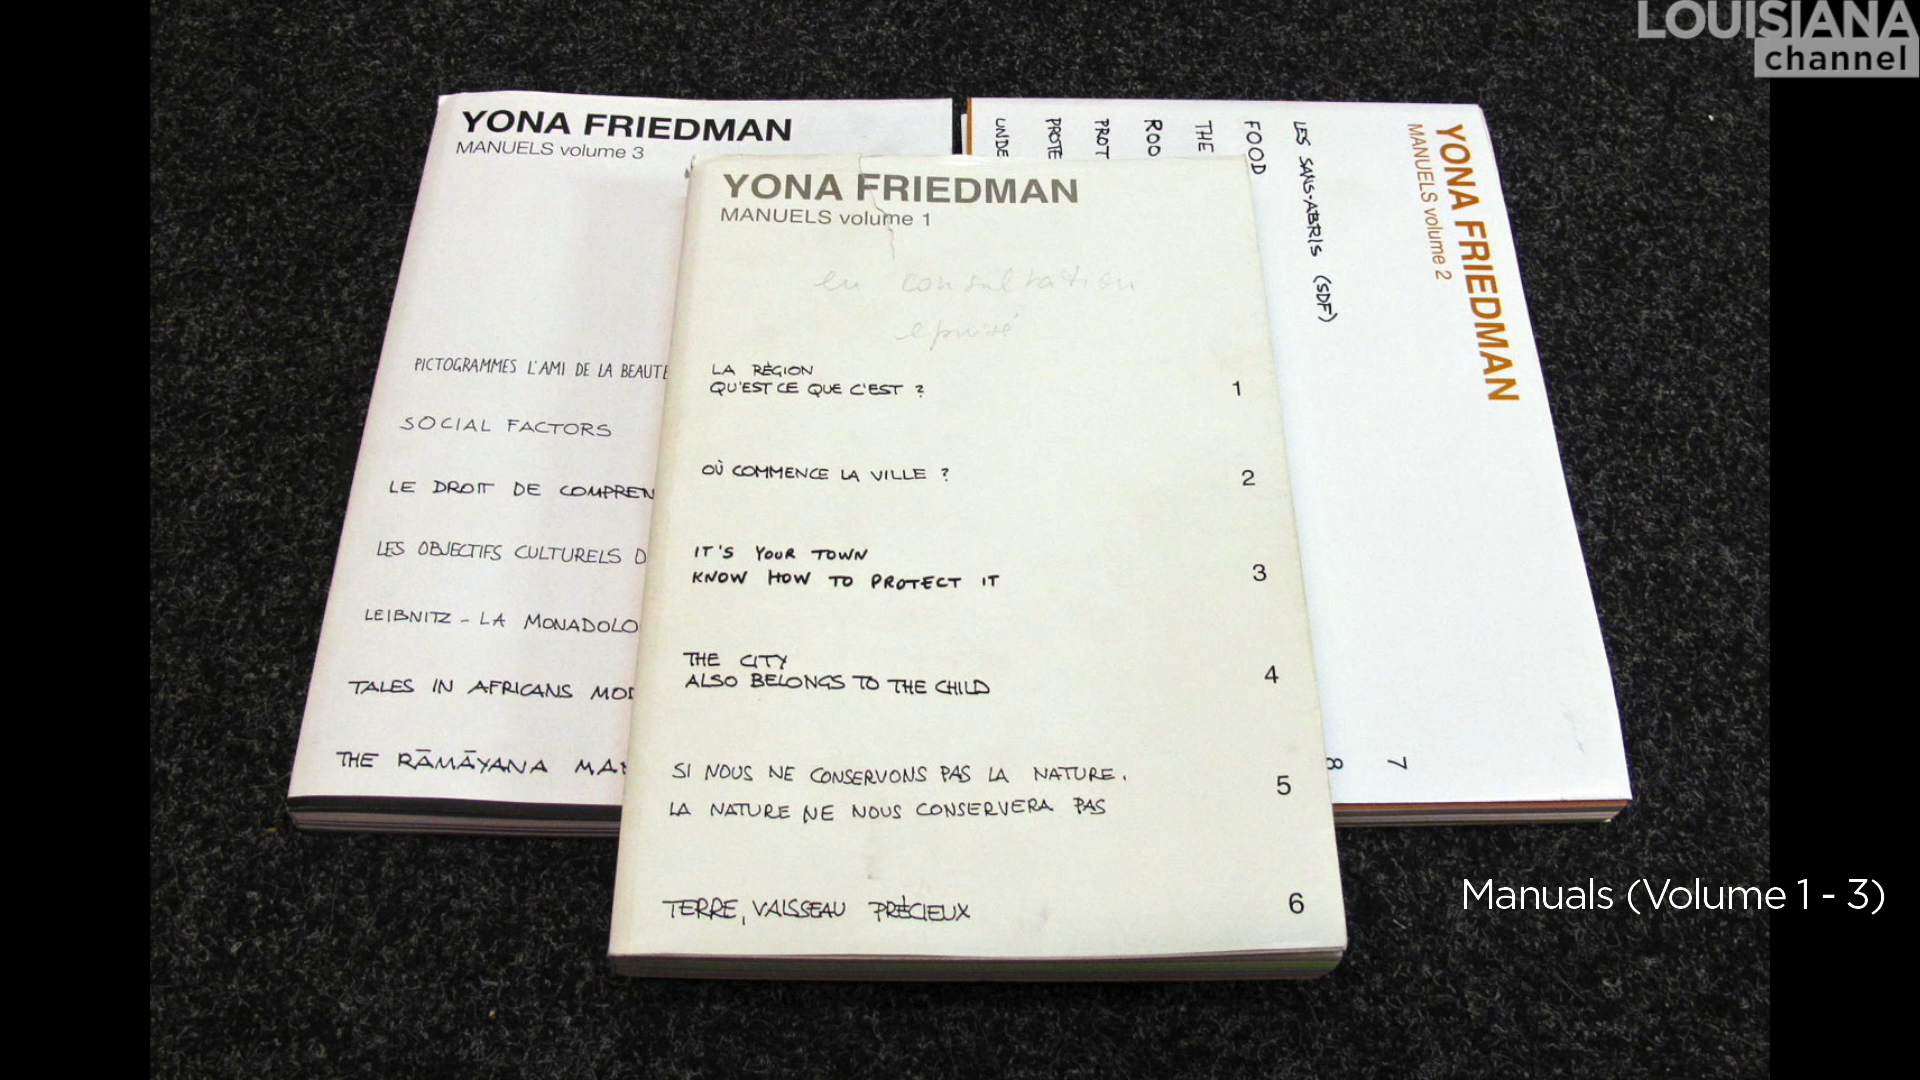 LOUISIANA
channel
YONA FRIEDMAN
MANUELS volume 3
PICTOGRAMMES L'AMI DE LA BEAUTE
SOCIAL FACTORS
LE DROIT DE COMPREN
LES OBJECTIFS CULTURELS D
LEIBNITZ - LA MONADOLO
TALES IN AFRICANS MOD
THE RĀMĀYANA MA
YONA FRIEDMAN
MANUELS volume 1
en consultation
épuisé
LA RÉGION
QU'EST CE QUE C'EST ? 1
OÙ COMMENCE LA VILLE ? 2
IT'S YOUR TOWN
KNOW HOW TO PROTECT IT 3
THE CITY
ALSO BELONGS TO THE CHILD 4
SI NOUS NE CONSERVONS PAS LA NATURE.
LA NATURE NE NOUS CONSERVERA PAS 5
TERRE, VAISSEAU PRÉCIEUX 6
YONA FRIEDMAN
MANUELS volume 2
LES SANS-ABRIS (SDF) 7
FOOD 8
THE
ROO
PROT
PROTE
UNDE
Manuals (Volume 1 - 3)